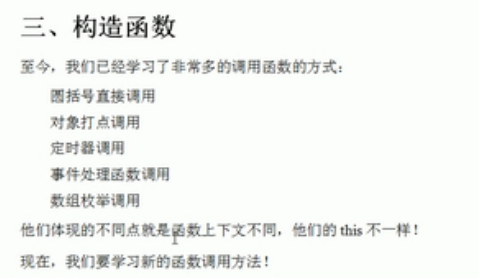 三、构造函数
至今，我们已经学习了非常多的调用函数的方式：
圆括号直接调用
对象打点调用
定时器调用
事件处理函数调用
数组枚举调用
他们体现的不同点就是函数上下文不同，他们的 this 不一样！
现在，我们要学习新的函数调用方法！